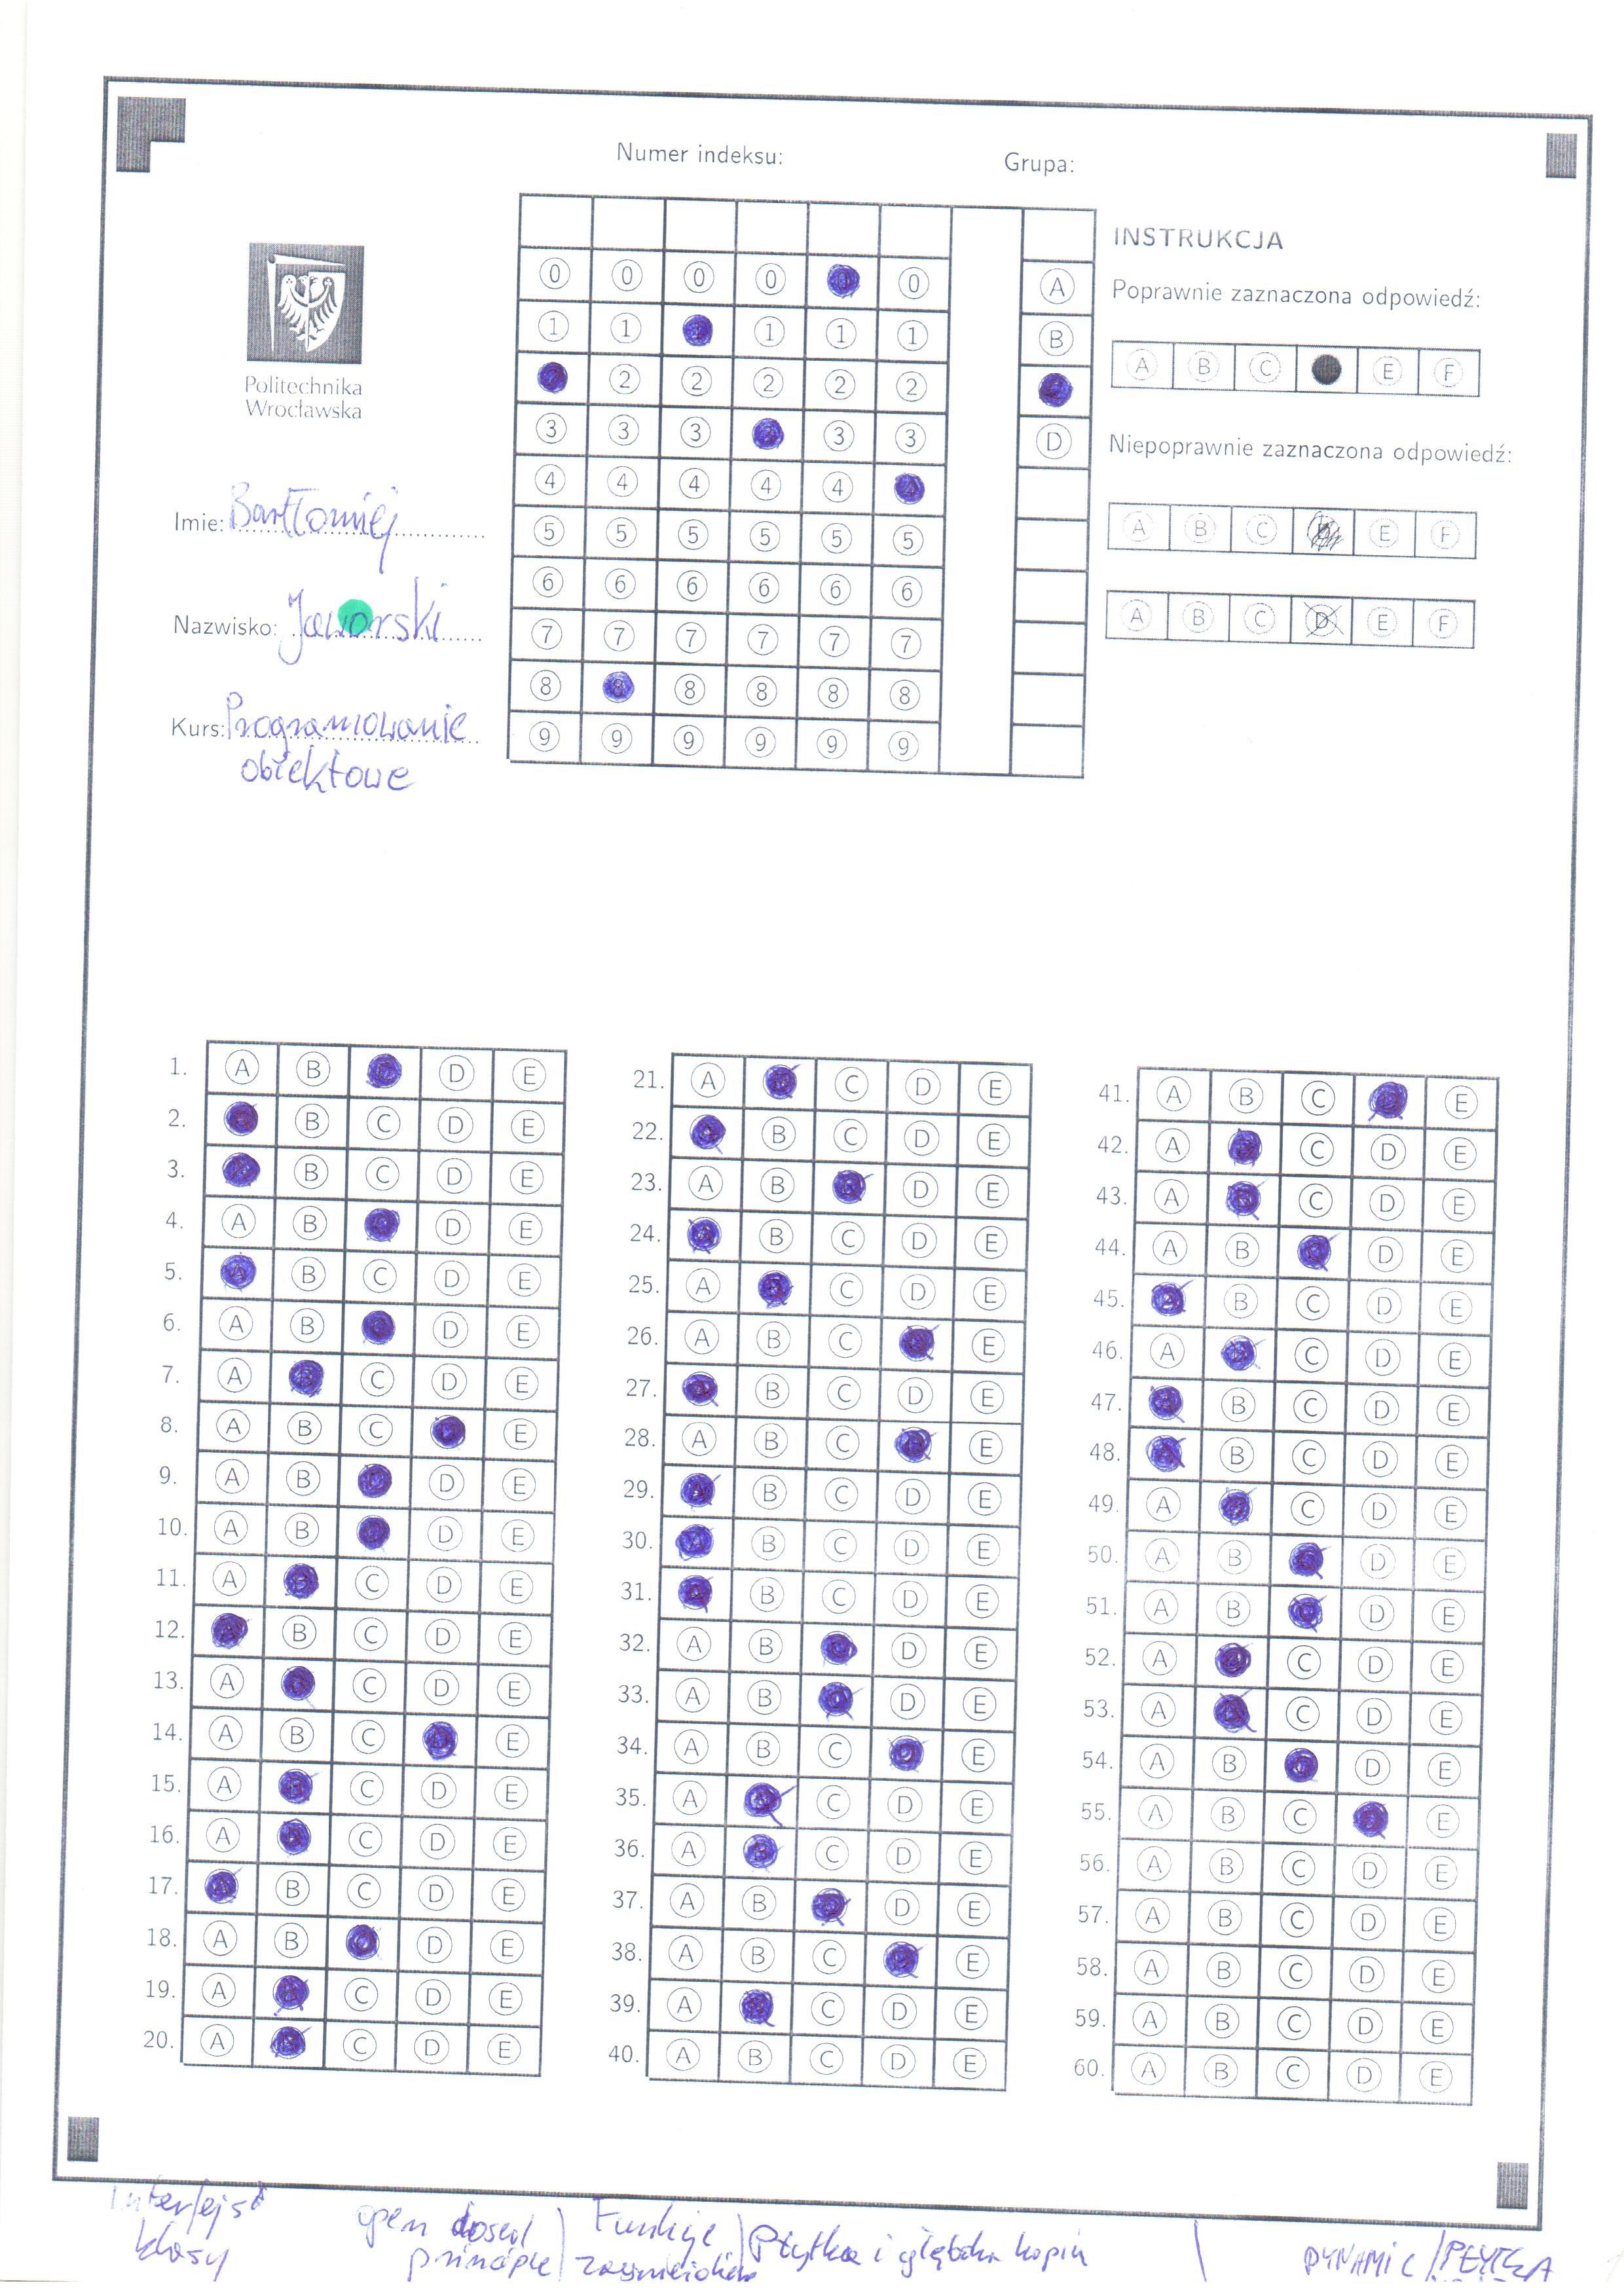 Numer indeksu: Grupa:
INSTRUKCJA
Poprawnie zaznaczona odpowiedź:
A B C E F
Niepoprawnie zaznaczona odpowiedź:
A B C D E F
A B C D E F
Politechnika
Wrocławska
Imie: Bartłomiej
Nazwisko: Jaworski
Kurs: Programowanie
obiektowe
0 0 0 0 0 0 A
1 1 1 1 1 B
2 2 2 2 2
3 3 3 3 3 D
4 4 4 4 4 4
5 5 5 5 5 5
6 6 6 6 6 6
7 7 7 7 7 7
8 8 8 8 8 8
9 9 9 9 9 9
1. A B D E
2. B C D E
3. B C D E
4. A B D E
5. A B C D E
6. A B D E
7. A C D E
8. A B C E
9. A B D E
10. A B D E
11. A C D E
12. B C D E
13. A C D E
14. A B C E
15. A C D E
16. A C D E
17. B C D E
18. A B D E
19. A C D E
20. A C D E
21. A C D E
22. B C D E
23. A B D E
24. B C D E
25. A C D E
26. A B C E
27. B C D E
28. A B C E
29. B C D E
30. B C D E
31. B C D E
32. A B D E
33. A B D E
34. A B C E
35. A C D E
36. A C D E
37. A B D E
38. A B C E
39. A C D E
40. A B C D E
41. A B C E
42. A C D E
43. A C D E
44. A B D E
45. B C D E
46. A C D E
47. B C D E
48. B C D E
49. A C D E
50. A B D E
51. A B D E
52. A C D E
53. A C D E
54. A B D E
55. A B C E
56. A B C D E
57. A B C D E
58. A B C D E
59. A B C D E
60. A B C D E
interfejs
klasy
open closed
principle
Funkcje
Płytka i głęboka kopia
DYNAMIC / PŁYTKA